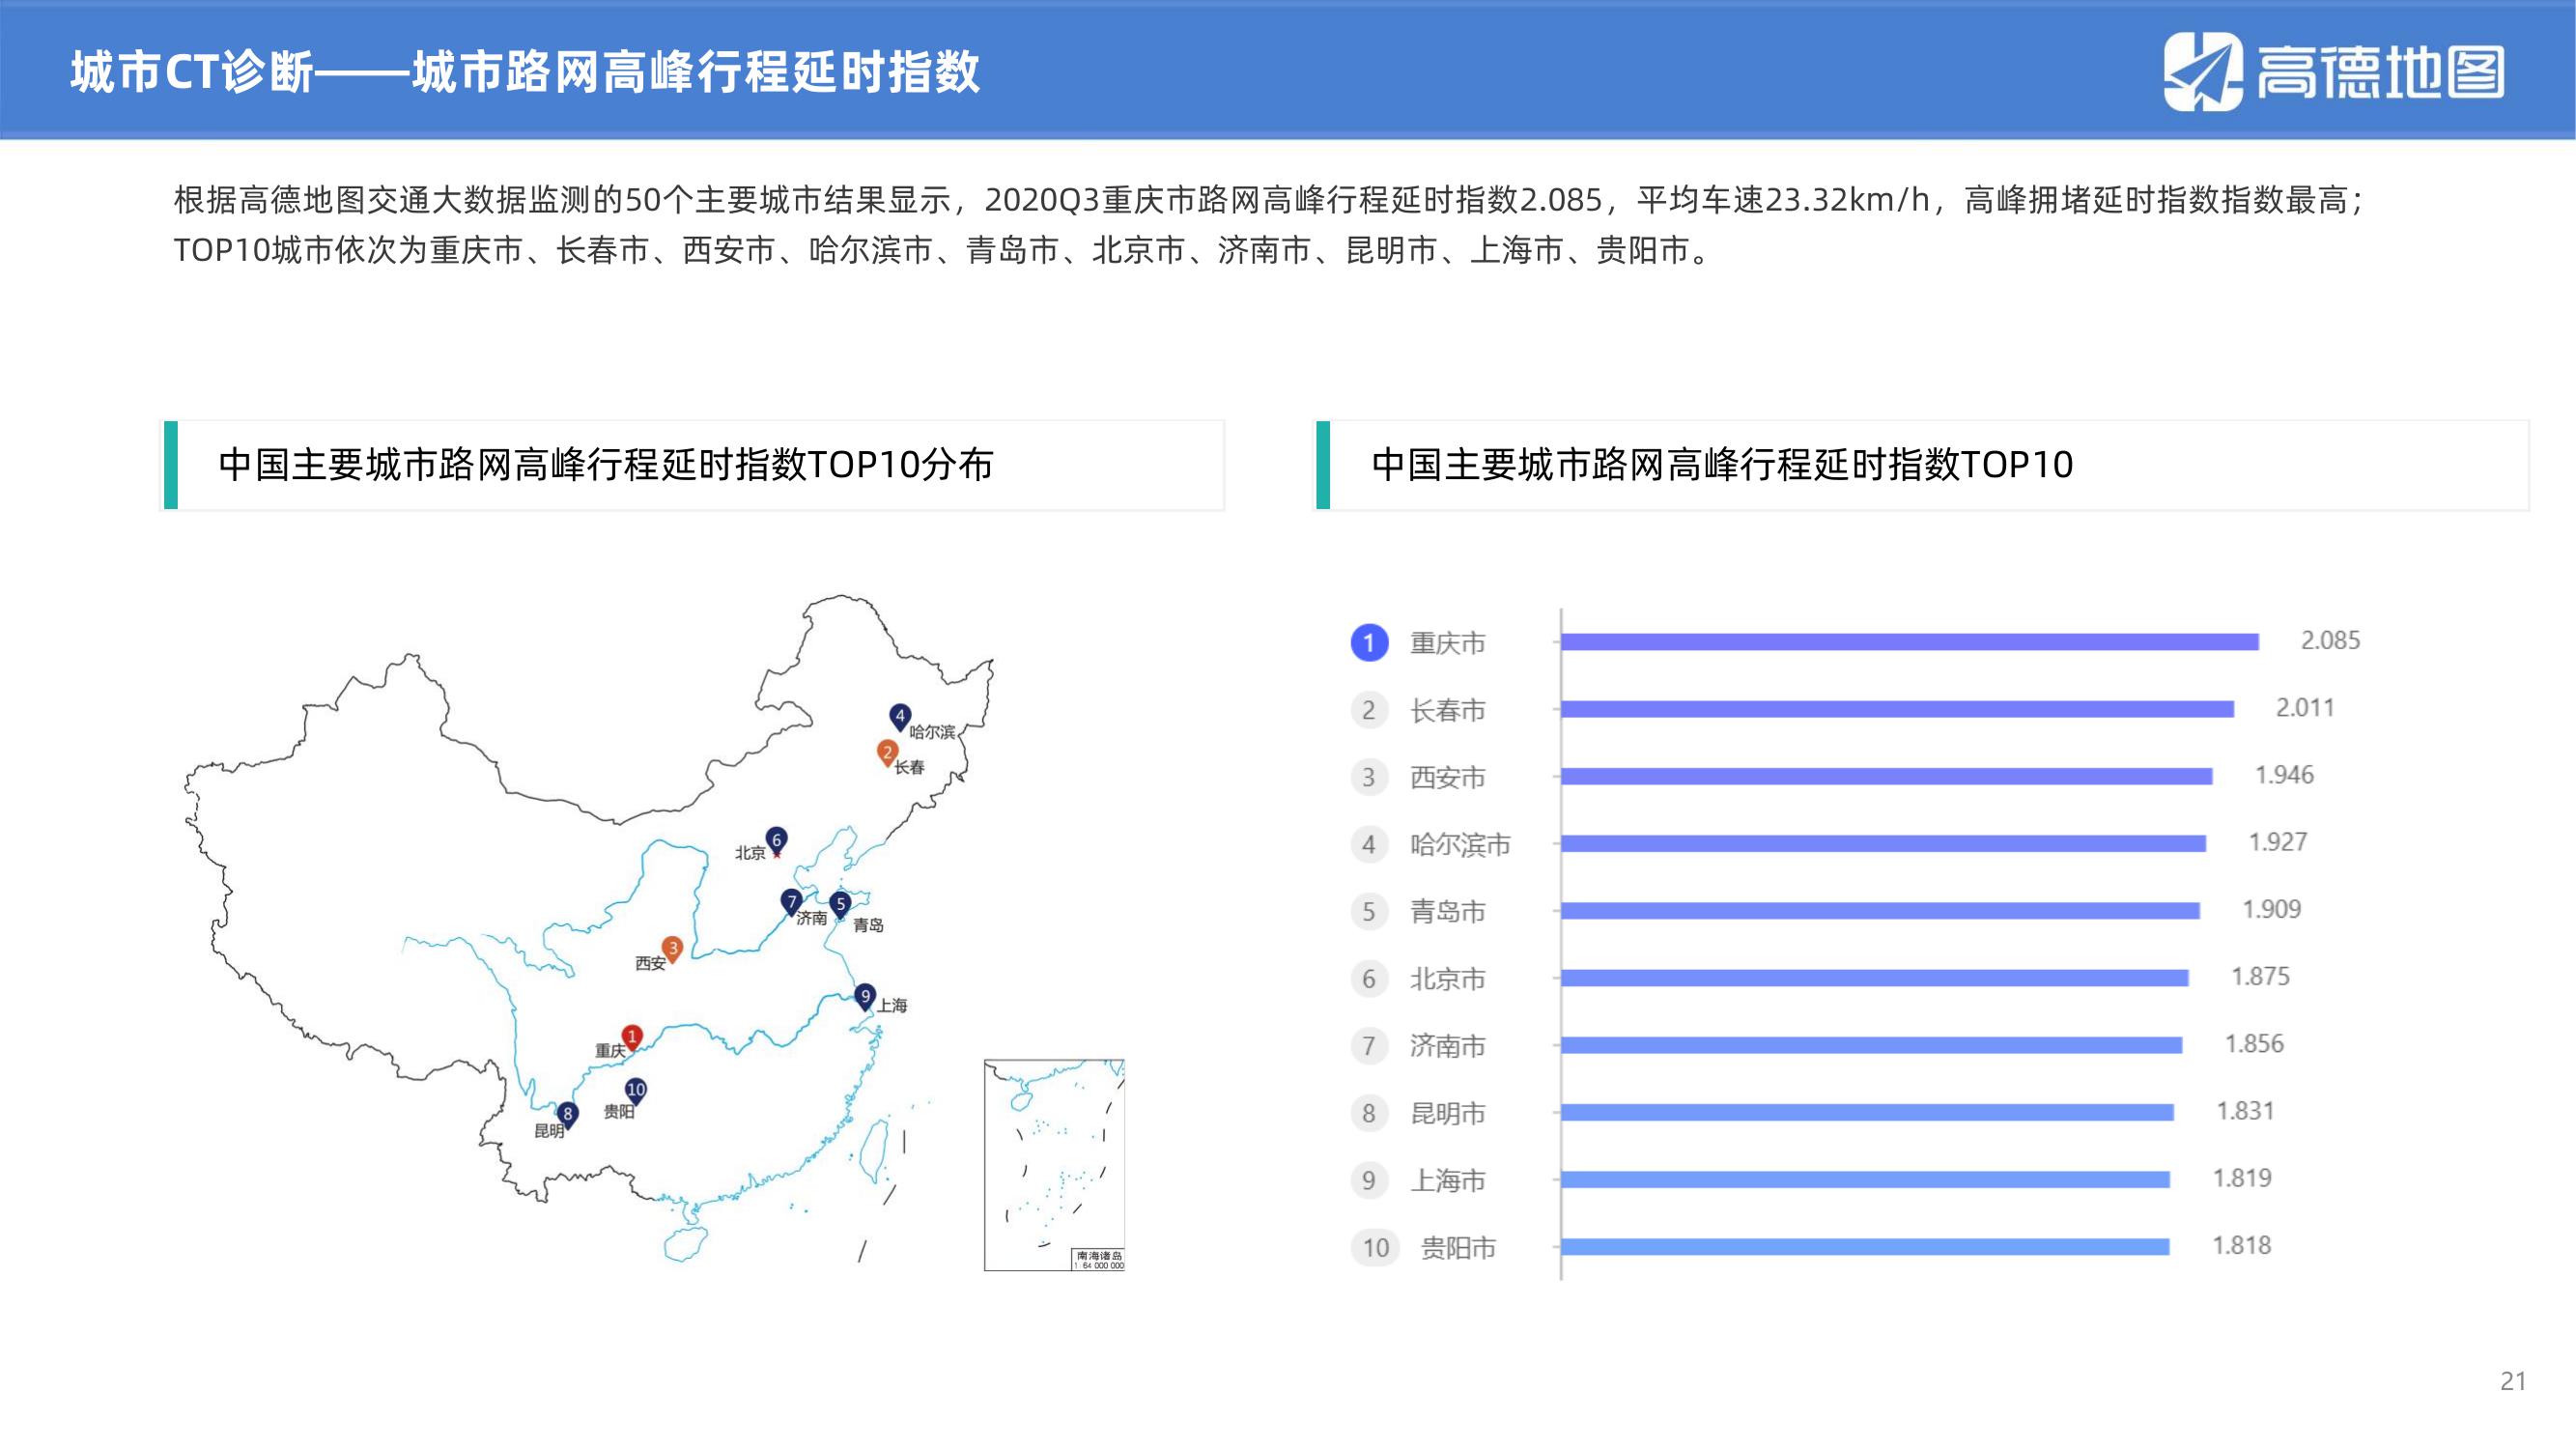 城市CT诊断——城市路网高峰行程延时指数
高德地图
根据高德地图交通大数据监测的50个主要城市结果显示，2020Q3重庆市路网高峰行程延时指数2.085，平均车速23.32km/h，高峰拥堵延时指数指数最高；
TOP10城市依次为重庆市、长春市、西安市、哈尔滨市、青岛市、北京市、济南市、昆明市、上海市、贵阳市。
中国主要城市路网高峰行程延时指数TOP10分布
4
哈尔滨
2
长春
6
北京
7
济南
5
青岛
3
西安
9
上海
1
重庆
10
贵阳
8
昆明
南海诸岛
1 64 000 000
中国主要城市路网高峰行程延时指数TOP10
1 重庆市 2.085
2 长春市 2.011
3 西安市 1.946
4 哈尔滨市 1.927
5 青岛市 1.909
6 北京市 1.875
7 济南市 1.856
8 昆明市 1.831
9 上海市 1.819
10 贵阳市 1.818
21